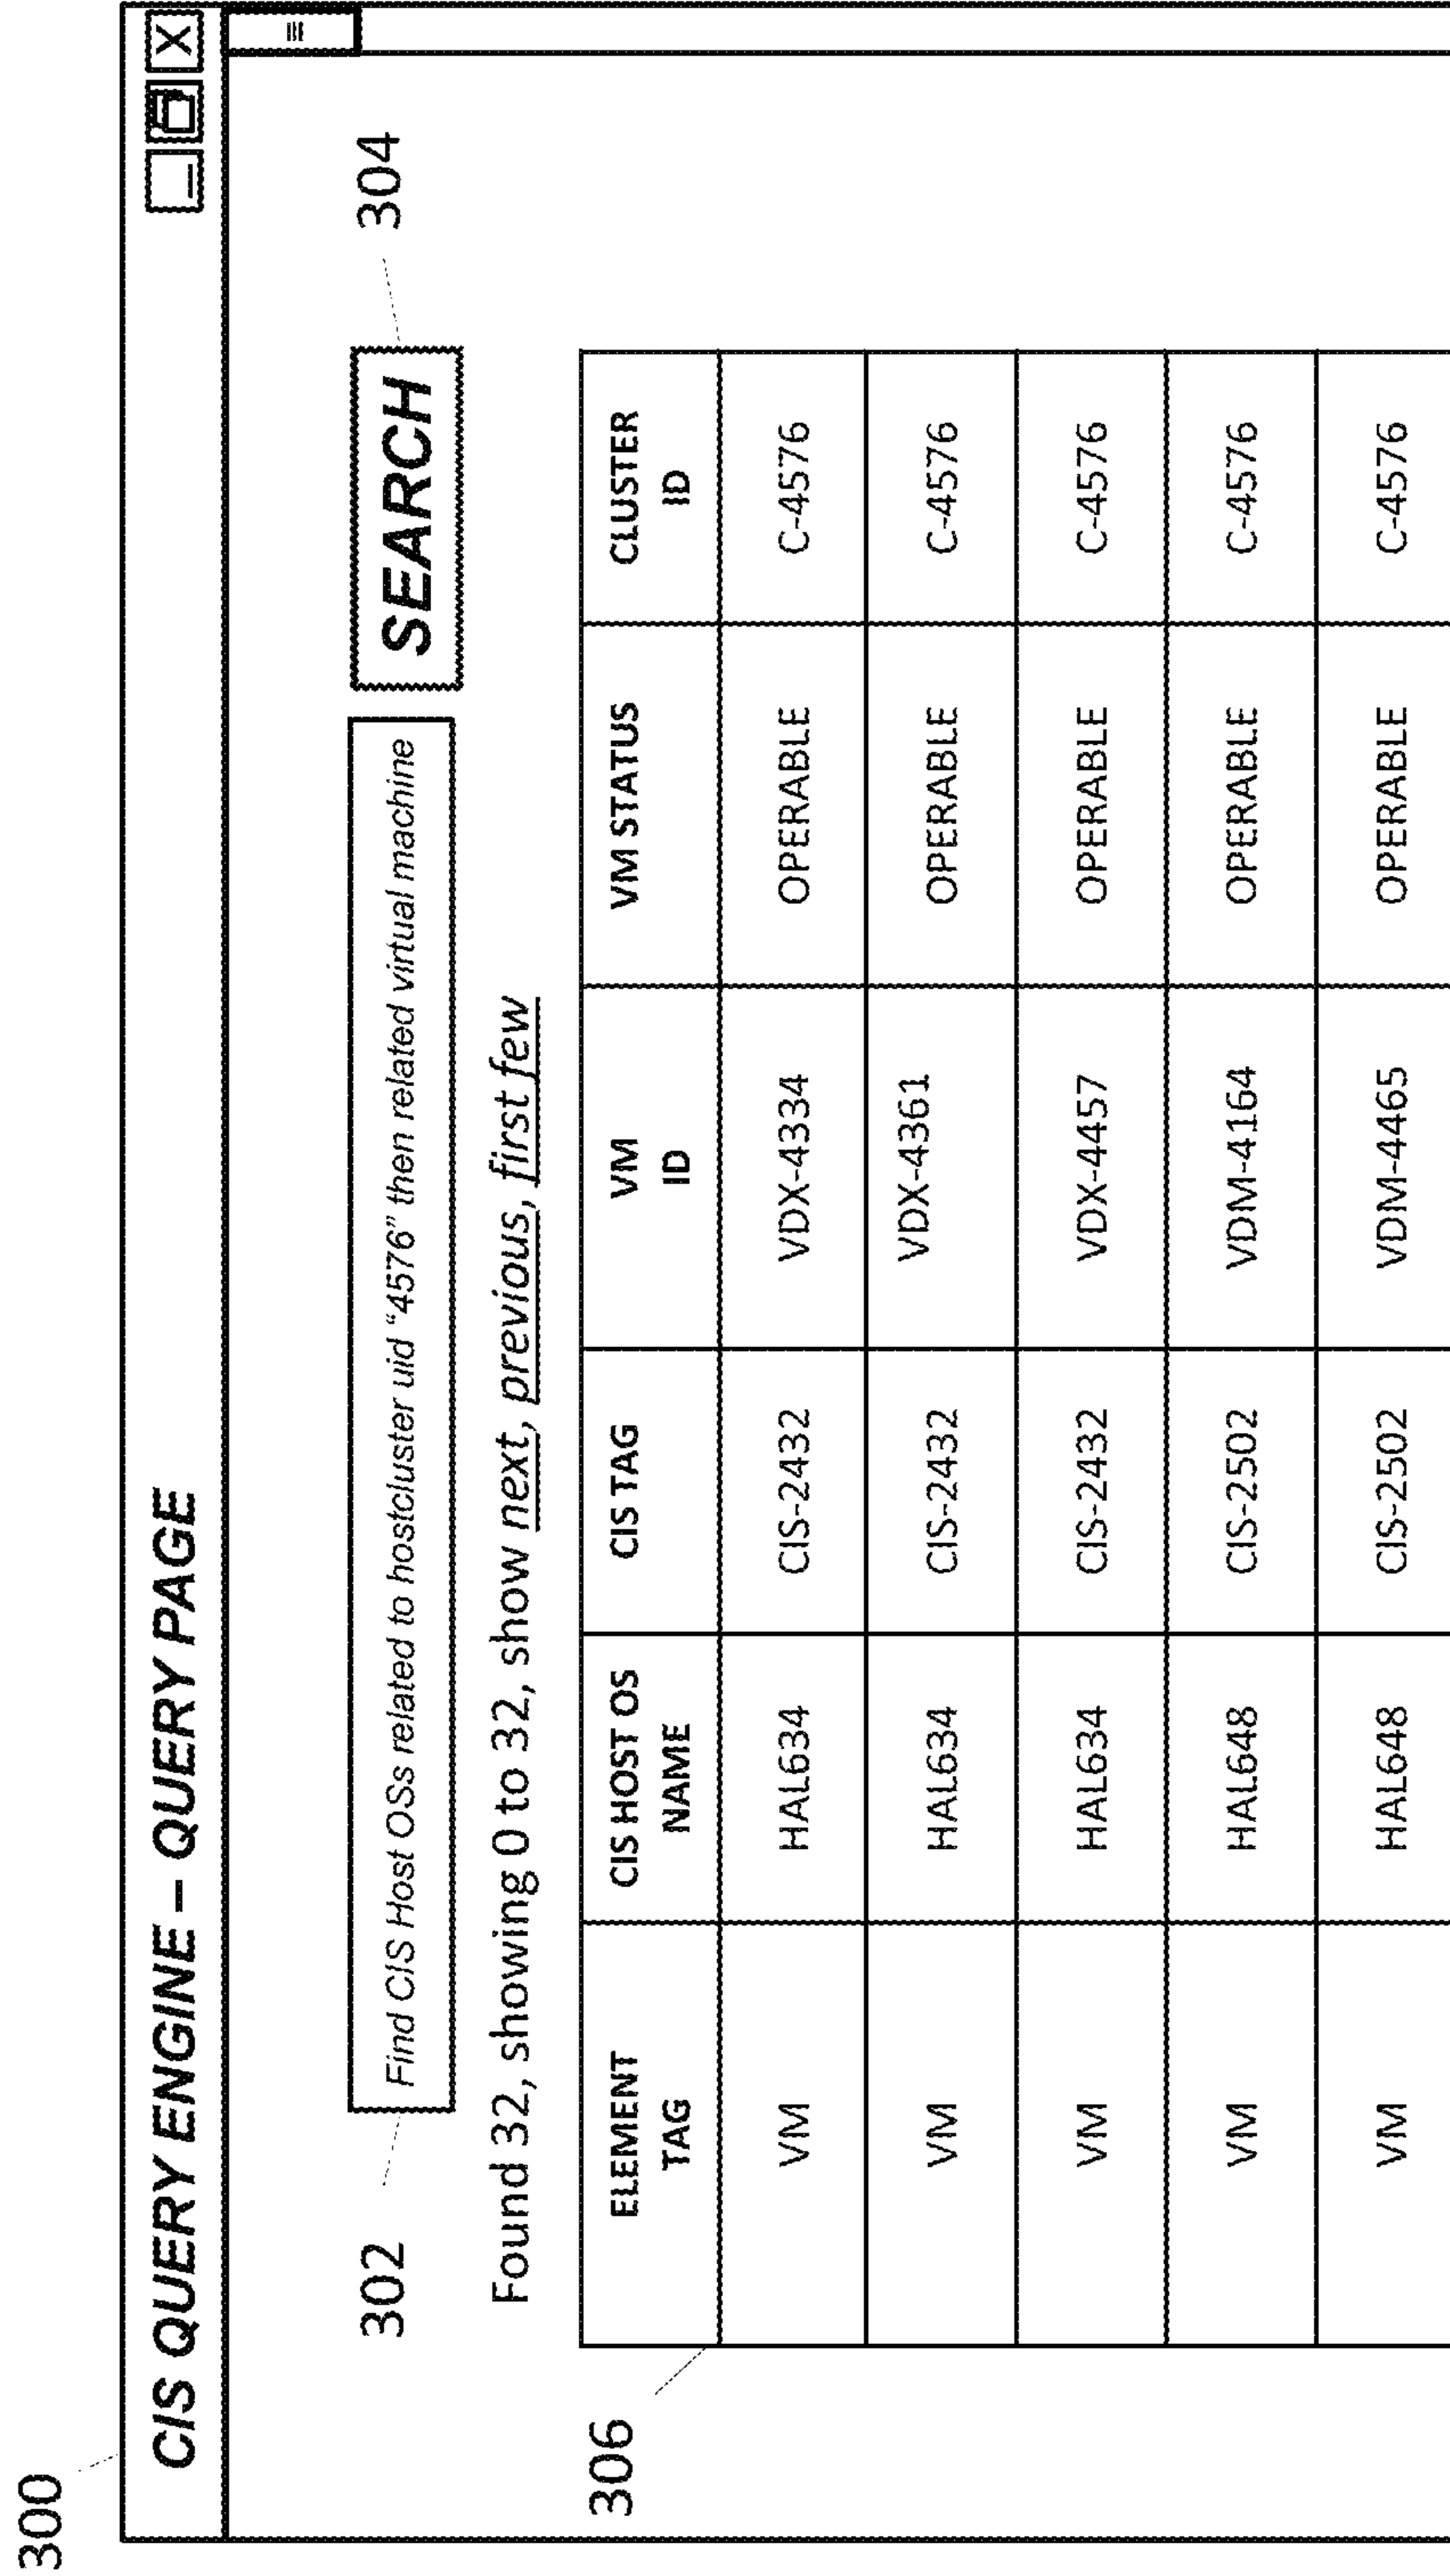 300
CIS QUERY ENGINE – QUERY PAGE _ X
302 Find CIS Host OSs related to hostcluster uid “4576” then related virtual machine SEARCH 304
Found 32, showing 0 to 32, show next, previous, first few
306
ELEMENT TAG CIS HOST OS NAME CIS TAG VM ID VM STATUS CLUSTER ID
VM HAL634 CIS-2432 VDX-4334 OPERABLE C-4576
VM HAL634 CIS-2432 VDX-4361 OPERABLE C-4576
VM HAL634 CIS-2432 VDX-4457 OPERABLE C-4576
VM HAL648 CIS-2502 VDM-4164 OPERABLE C-4576
VM HAL648 CIS-2502 VDM-4465 OPERABLE C-4576